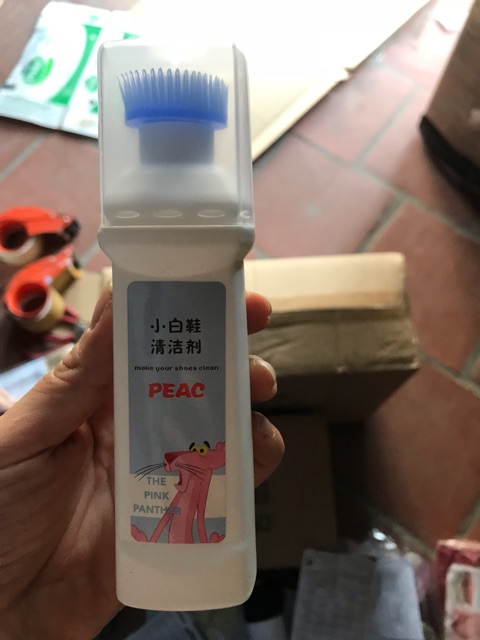 小白鞋
清洁剂
make your shoes clean
PEAC
THE
PINK
PANTHER